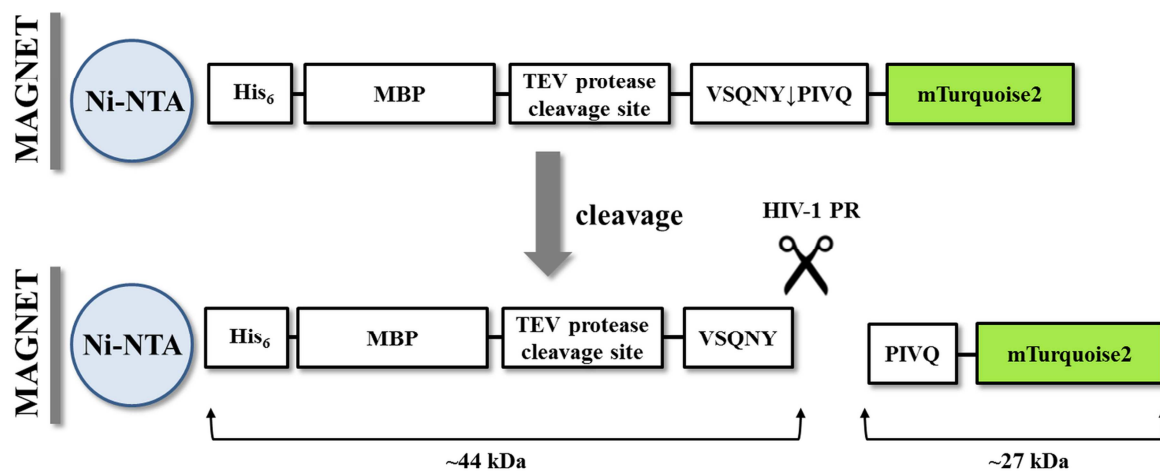 MAGNET
Ni-NTA
His₆
MBP
TEV protease
cleavage site
VSQNY↓PIVQ
mTurquoise2
cleavage
HIV-1 PR
MAGNET
Ni-NTA
His₆
MBP
TEV protease
cleavage site
VSQNY
PIVQ
mTurquoise2
~44 kDa
~27 kDa